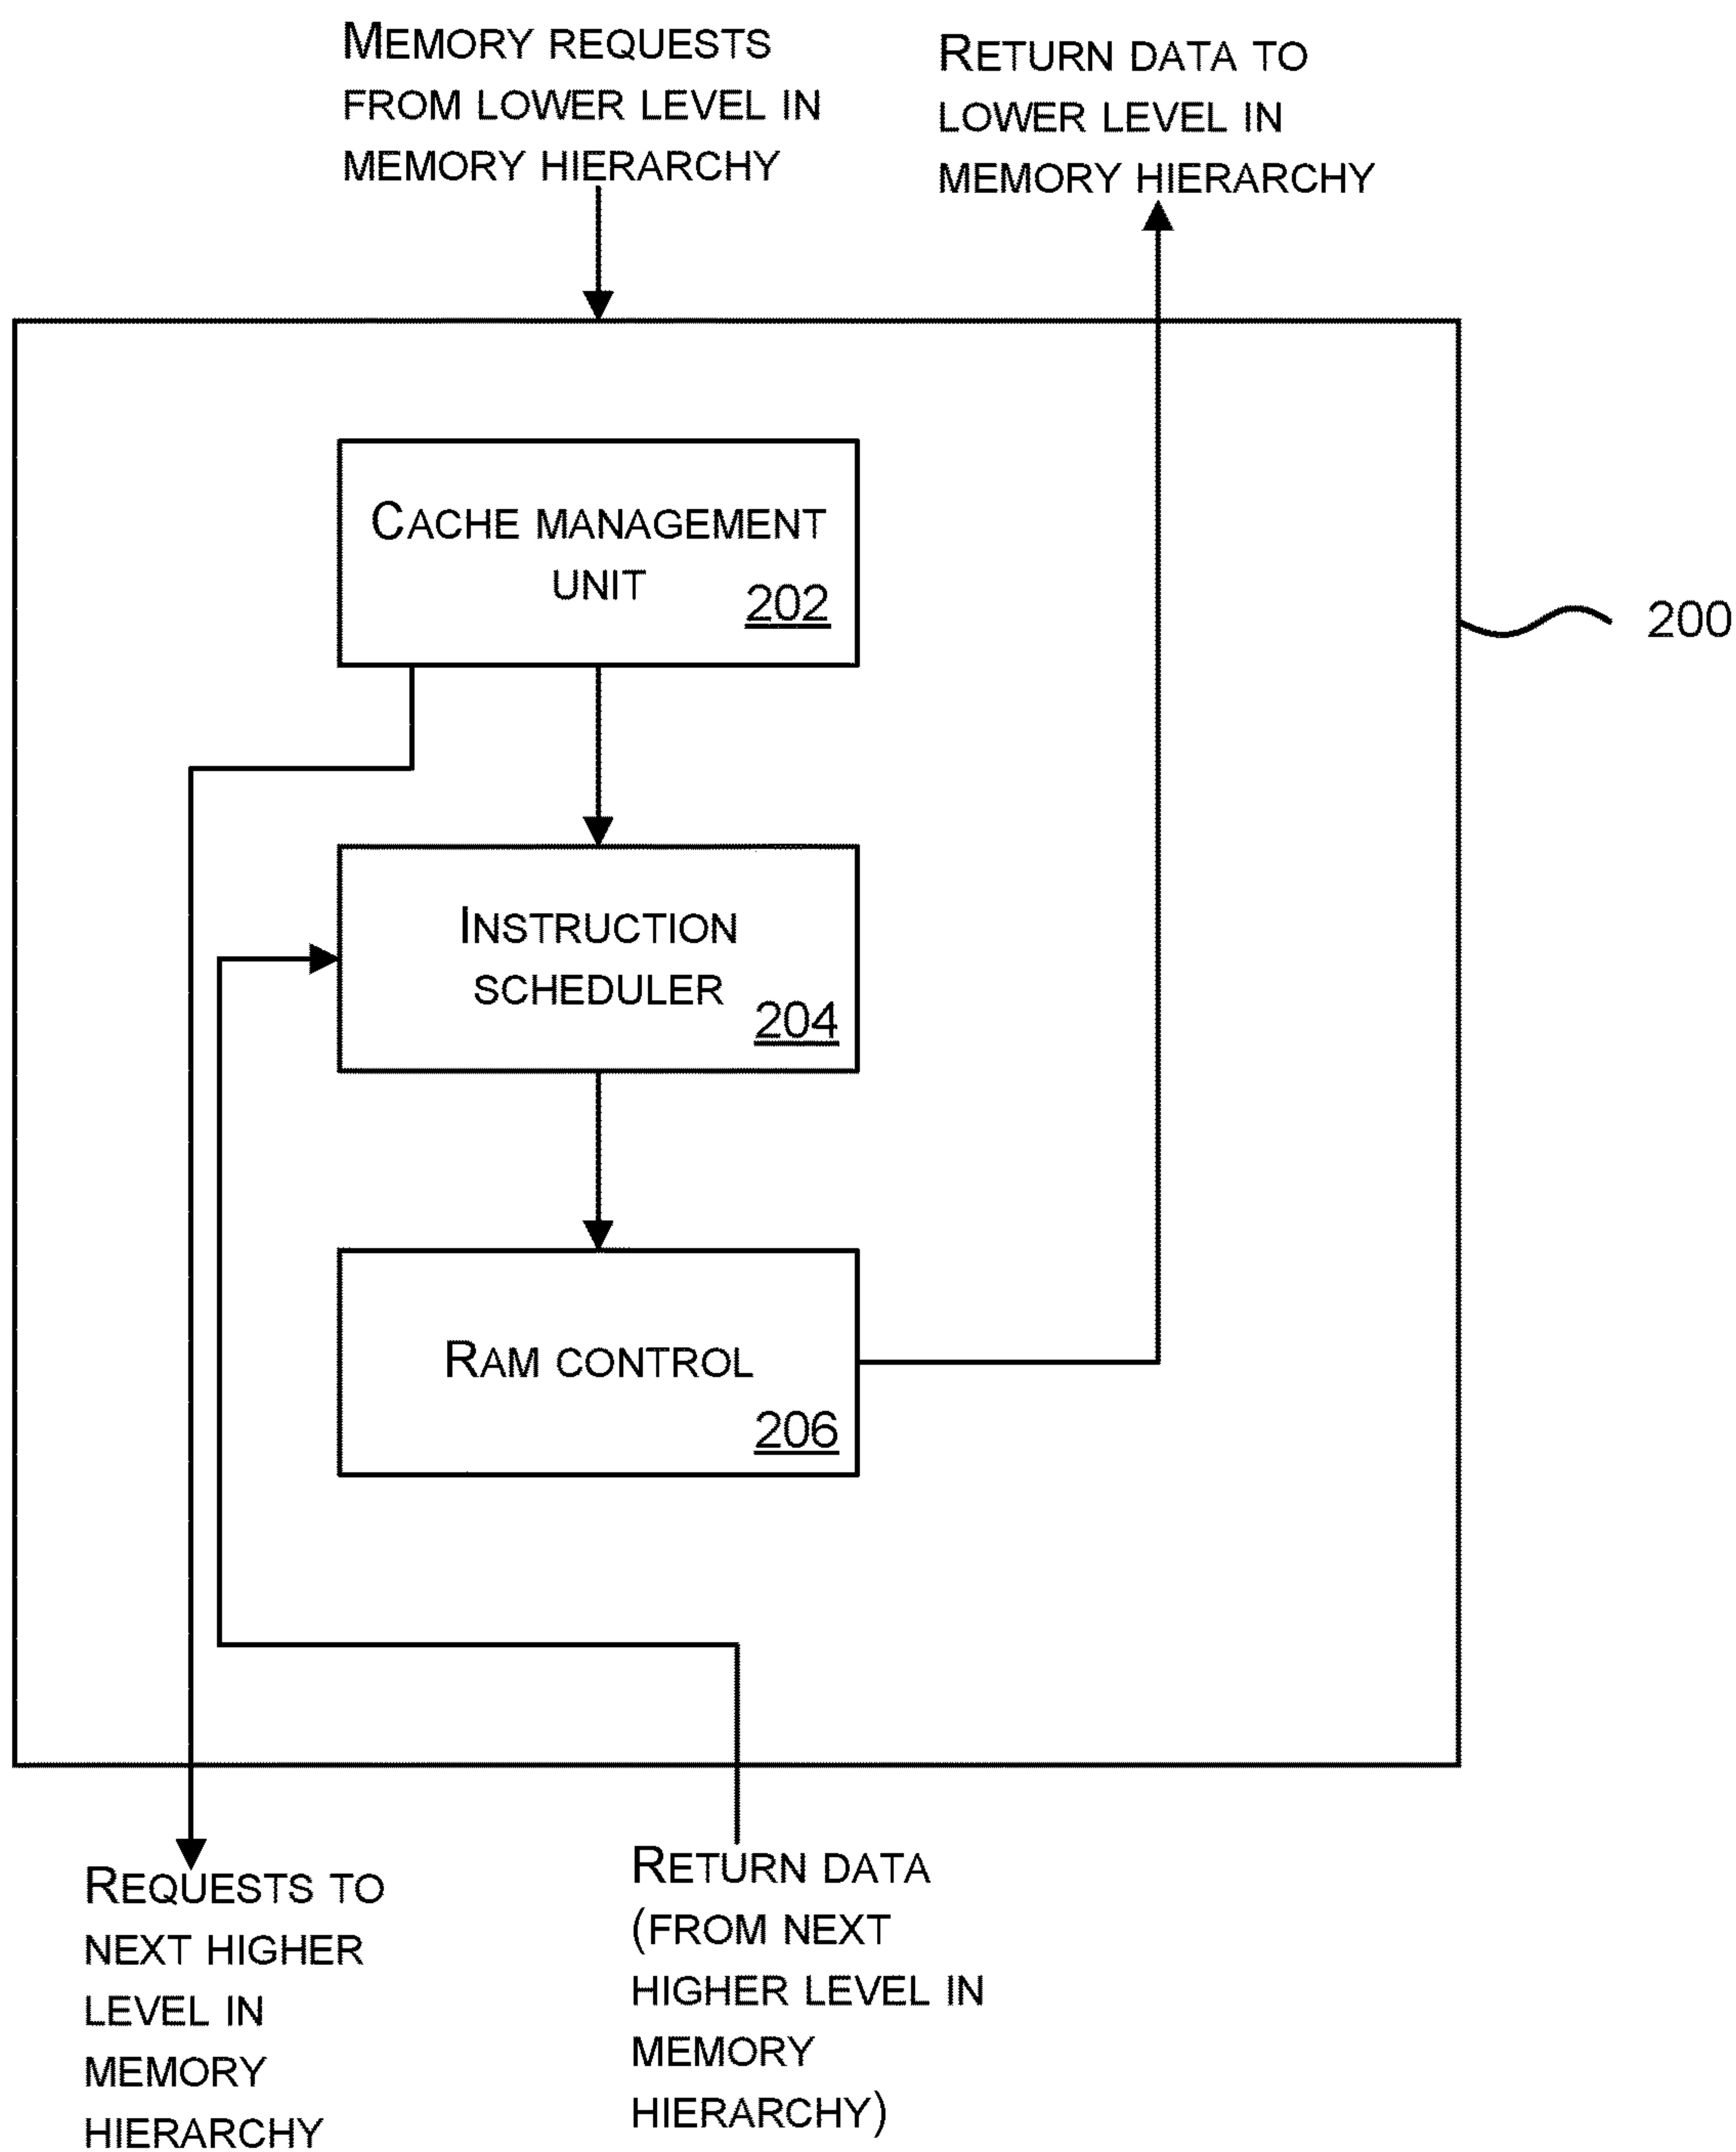 MEMORY REQUESTS
FROM LOWER LEVEL IN
MEMORY HIERARCHY
RETURN DATA TO
LOWER LEVEL IN
MEMORY HIERARCHY
CACHE MANAGEMENT
UNIT
202
200
INSTRUCTION
SCHEDULER
204
RAM CONTROL
206
REQUESTS TO
NEXT HIGHER
LEVEL IN
MEMORY
HIERARCHY
RETURN DATA
(FROM NEXT
HIGHER LEVEL IN
MEMORY
HIERARCHY)